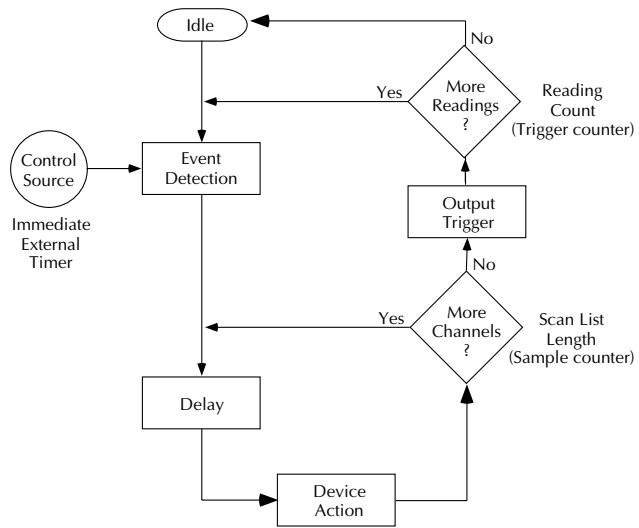 Idle
No
More
Readings
?
Yes
Reading
Count
(Trigger counter)
Control
Source
Event
Detection
Immediate
External
Timer
Output
Trigger
No
More
Channels
?
Yes
Scan List
Length
(Sample counter)
Delay
Device
Action